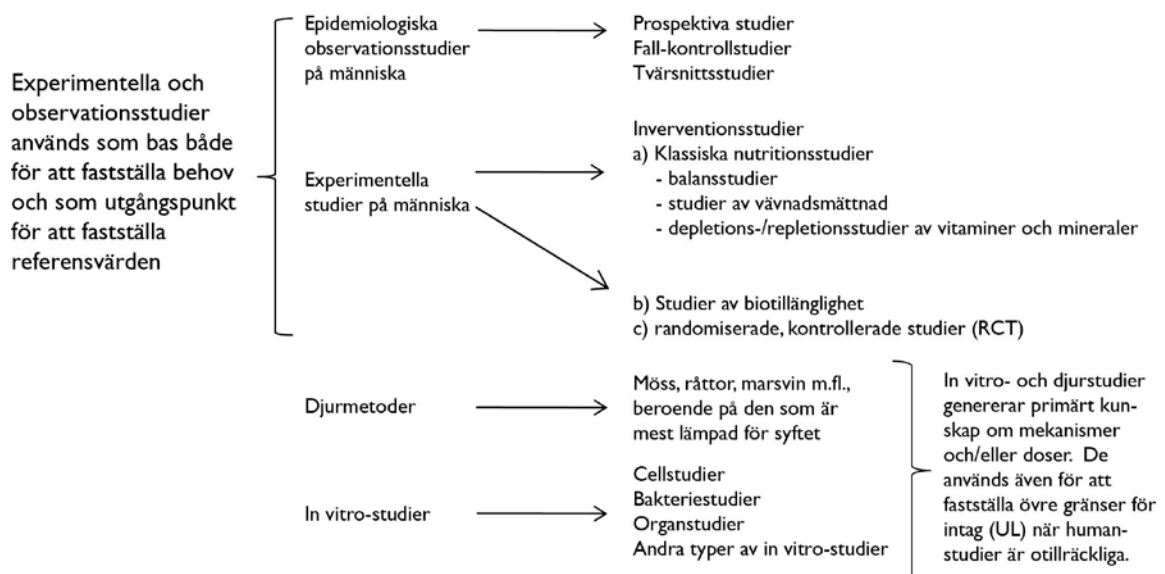 Experimentella och
observationsstudier
används som bas både
för att fastställa behov
och som utgångspunkt
för att fastställa
referensvärden
Epidemiologiska
observationsstudier
på människa
Prospektiva studier
Fall-kontrollstudier
Tvärsnittsstudier
Experimentella
studier på människa
Inverventionsstudier
a) Klassiska nutritionsstudier
- balansstudier
- studier av vävnadsmättnad
- depletions-/repletionsstudier av vitaminer och mineraler
b) Studier av biotillänglighet
c) randomiserade, kontrollerade studier (RCT)
Djurmetoder
Möss, råttor, marsvin m.fl.,
beroende på den som är
mest lämpad för syftet
In vitro-studier
Cellstudier
Bakteriestudier
Organstudier
Andra typer av in vitro-studier
In vitro- och djurstudier
genererar primärt kun-
skap om mekanismer
och/eller doser. De
används även för att
fastställa övre gränser för
intag (UL) när human-
studier är otillräckliga.